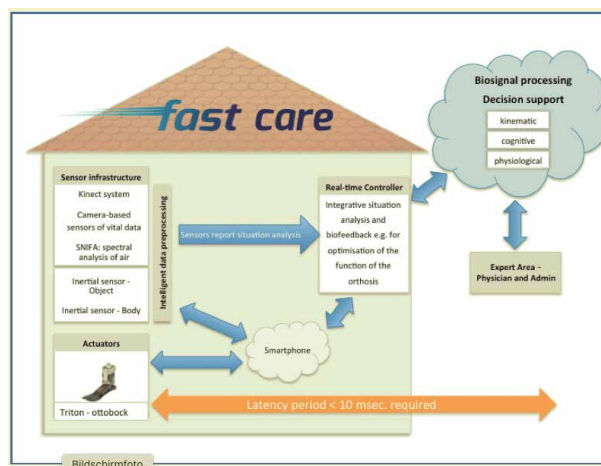 fast care
Biosignal processing
Decision support
kinematic
cognitive
physiological
Sensor infrastructure
Kinect system
Camera-based
sensors of vital data
SNIFA: spectral
analysis of air
Inertial sensor -
Object
Inertial sensor - Body
Intelligent data preprocessing
Sensors report situation analysis
Real-time Controller
Integrative situation
analysis and
biofeedback e.g. for
optimisation of the
function of the
orthosis
Expert Area –
Physician and Admin
Smartphone
Actuators
Triton - ottobock
Latency period < 10 msec. required
Bildschirmfoto